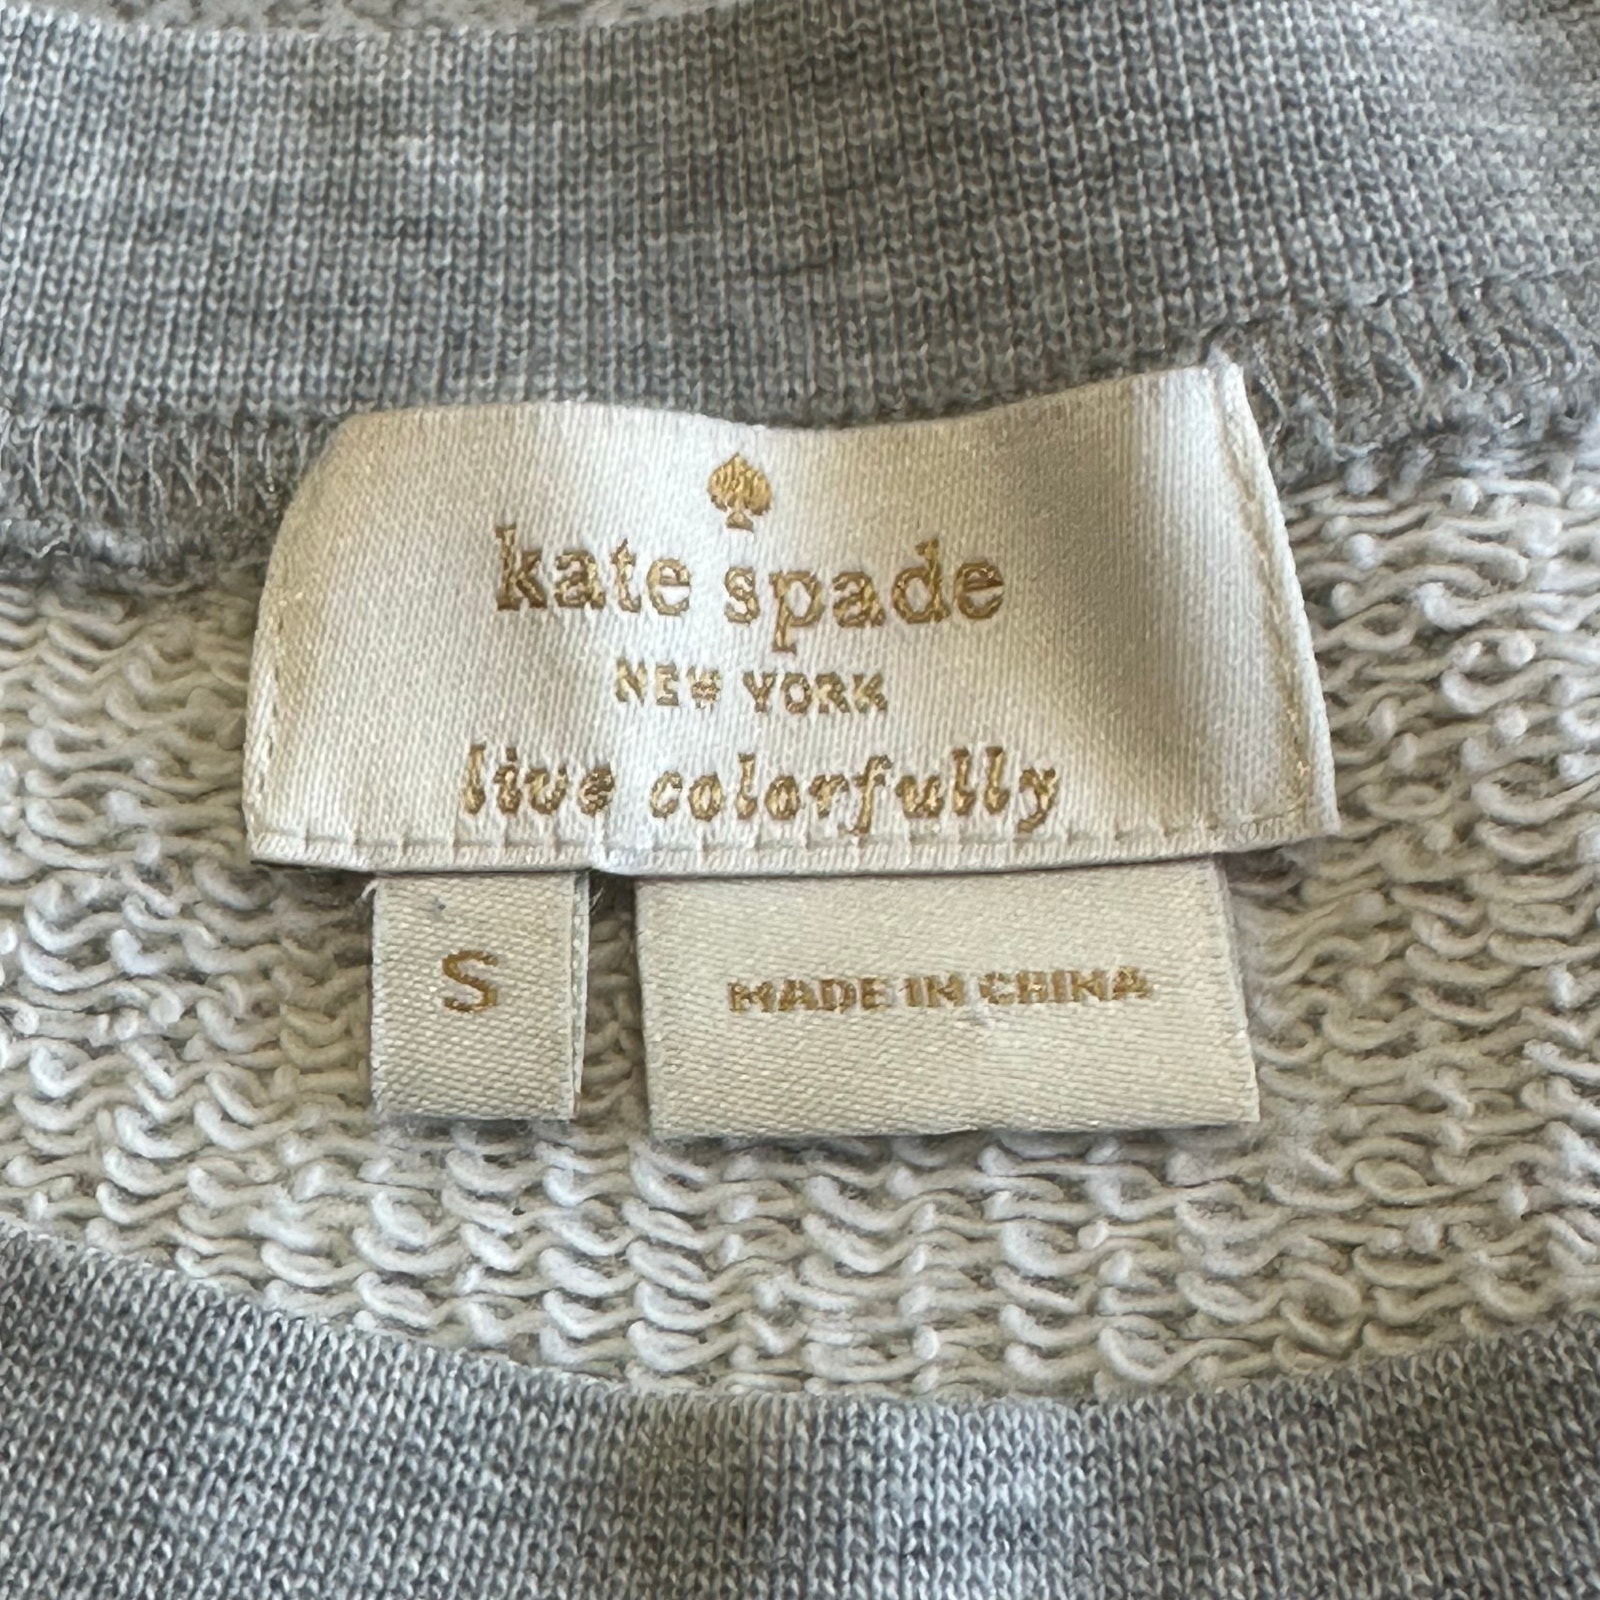 kate spade
NEW YORK
live colorfully
S
MADE IN CHINA